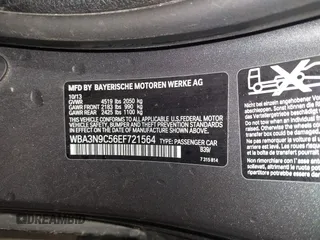 MFD BY BAYERISCHE MOTOREN WERKE AG
10/13
GVWR 4519 lbs 2050 kg
GAWR FRONT 2183 lbs 990 kg
GAWR REAR 2425 lbs 1100 kg
THIS VEHICLE CONFORMS TO ALL
APPLICABLE U.S.FEDERAL MOTOR
VEHICLE SAFETY, BUMPER, AND THEFT
PREVENTION STANDARDS IN EFFECT ON THE
DATE OF MANUFACTURE SHOWN ABOVE.
WBA3N9C56EF721564
TYPE: PASSENGER CAR
B39/
7 315 814
DREAMBID